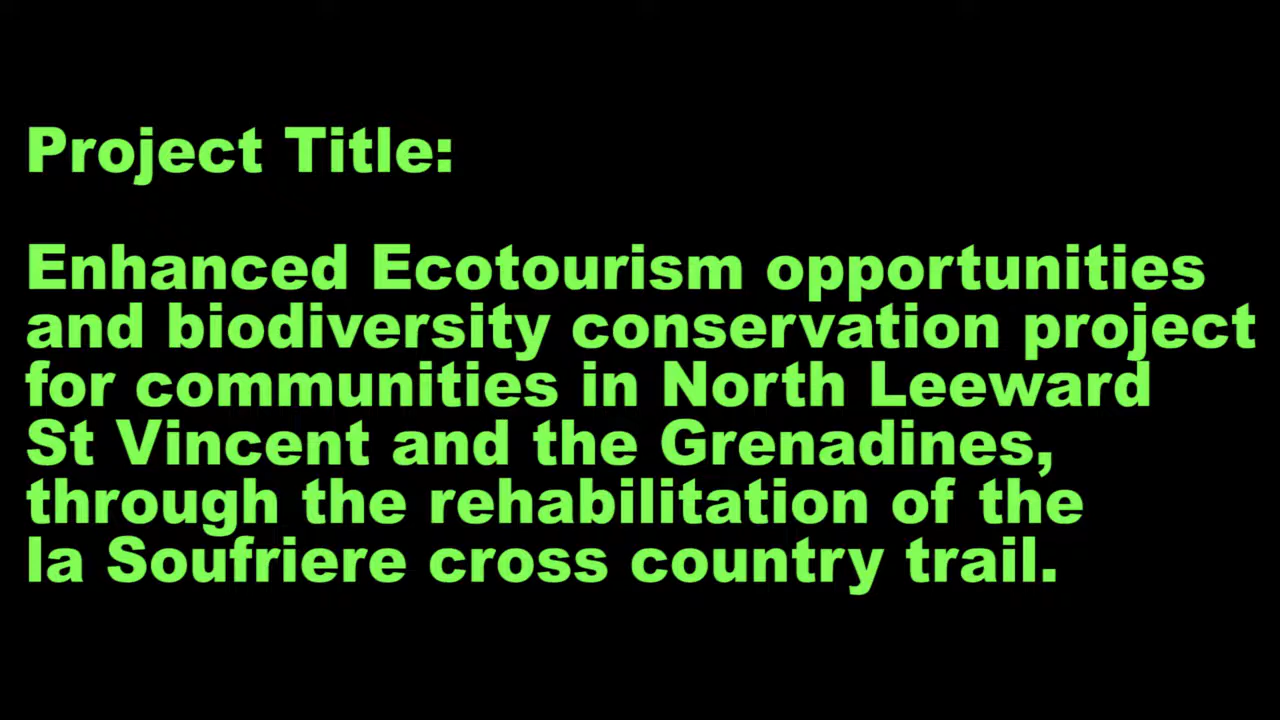 Project Title:
Enhanced Ecotourism opportunities
and biodiversity conservation project
for communities in North Leeward
St Vincent and the Grenadines,
through the rehabilitation of the
la Soufriere cross country trail.